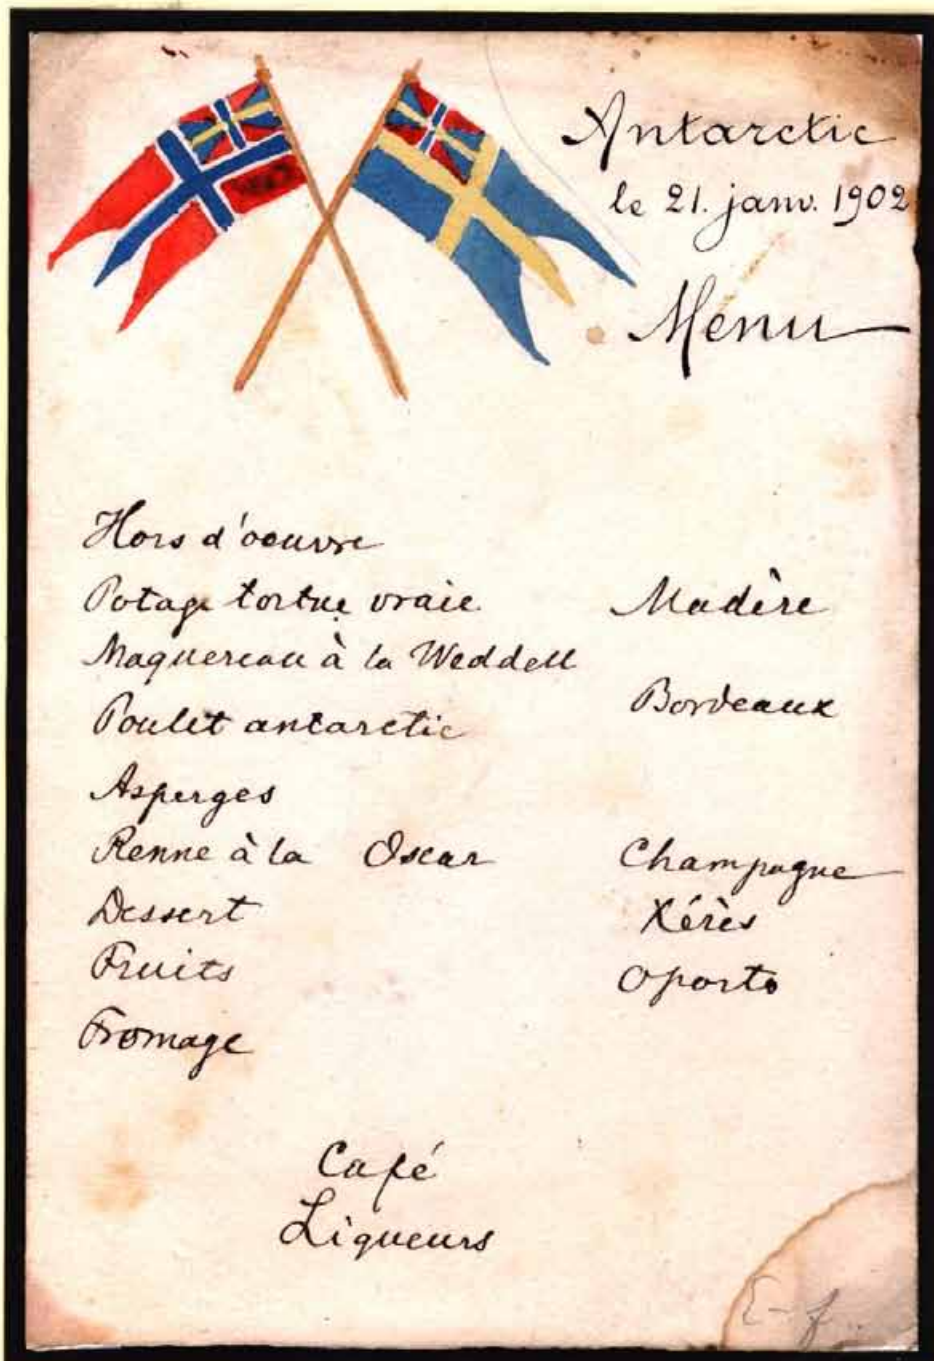 Antarctic
le 21. janv. 1902
Menu
Hors d'oeuvre
Potage tortue vraie Madère
Maquereau à la Weddell
Bordeaux
Poulet antarctic
Asperges
Renne à la Oscar Champagne
Dessert Xérès
Fruits Oporto
Fromage
Café
Liqueurs